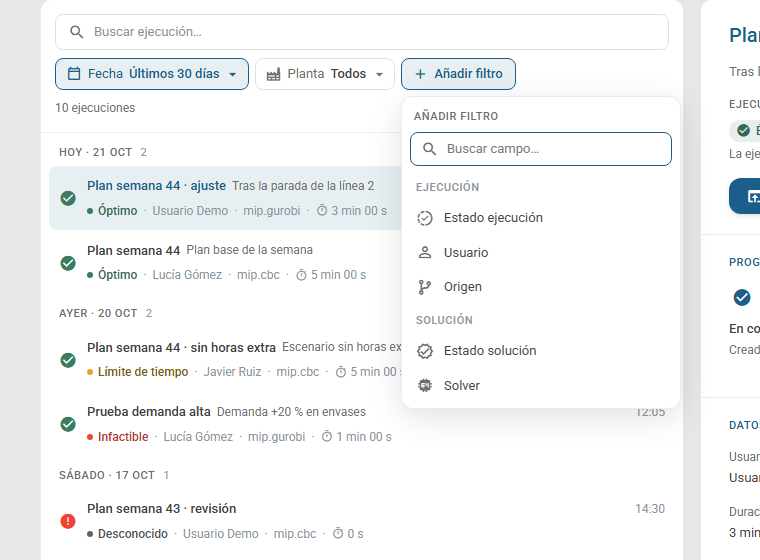 Buscar ejecución...
Fecha Últimos 30 días
Planta Todos
Añadir filtro
10 ejecuciones
AÑADIR FILTRO
Buscar campo...
EJECUCIÓN
Estado ejecución
Usuario
Origen
SOLUCIÓN
Estado solución
Solver
HOY · 21 OCT 2
Plan semana 44 · ajuste Tras la parada de la línea 2
Óptimo · Usuario Demo · mip.gurobi · 3 min 00 s
Plan semana 44 Plan base de la semana
Óptimo · Lucía Gómez · mip.cbc · 5 min 00 s
AYER · 20 OCT 2
Plan semana 44 · sin horas extra Escenario sin horas ex
Límite de tiempo · Javier Ruiz · mip.cbc · 5 min 00 s
Prueba demanda alta Demanda +20 % en envases 12:05
Infactible · Lucía Gómez · mip.gurobi · 1 min 00 s
SÁBADO · 17 OCT 1
Plan semana 43 · revisión 14:30
Desconocido · Usuario Demo · mip.cbc · 0 s
Plan
Tras l
EJECU
La eje
PROG
En co
Cread
DATO
Usuar
Usuar
Durac
3 min